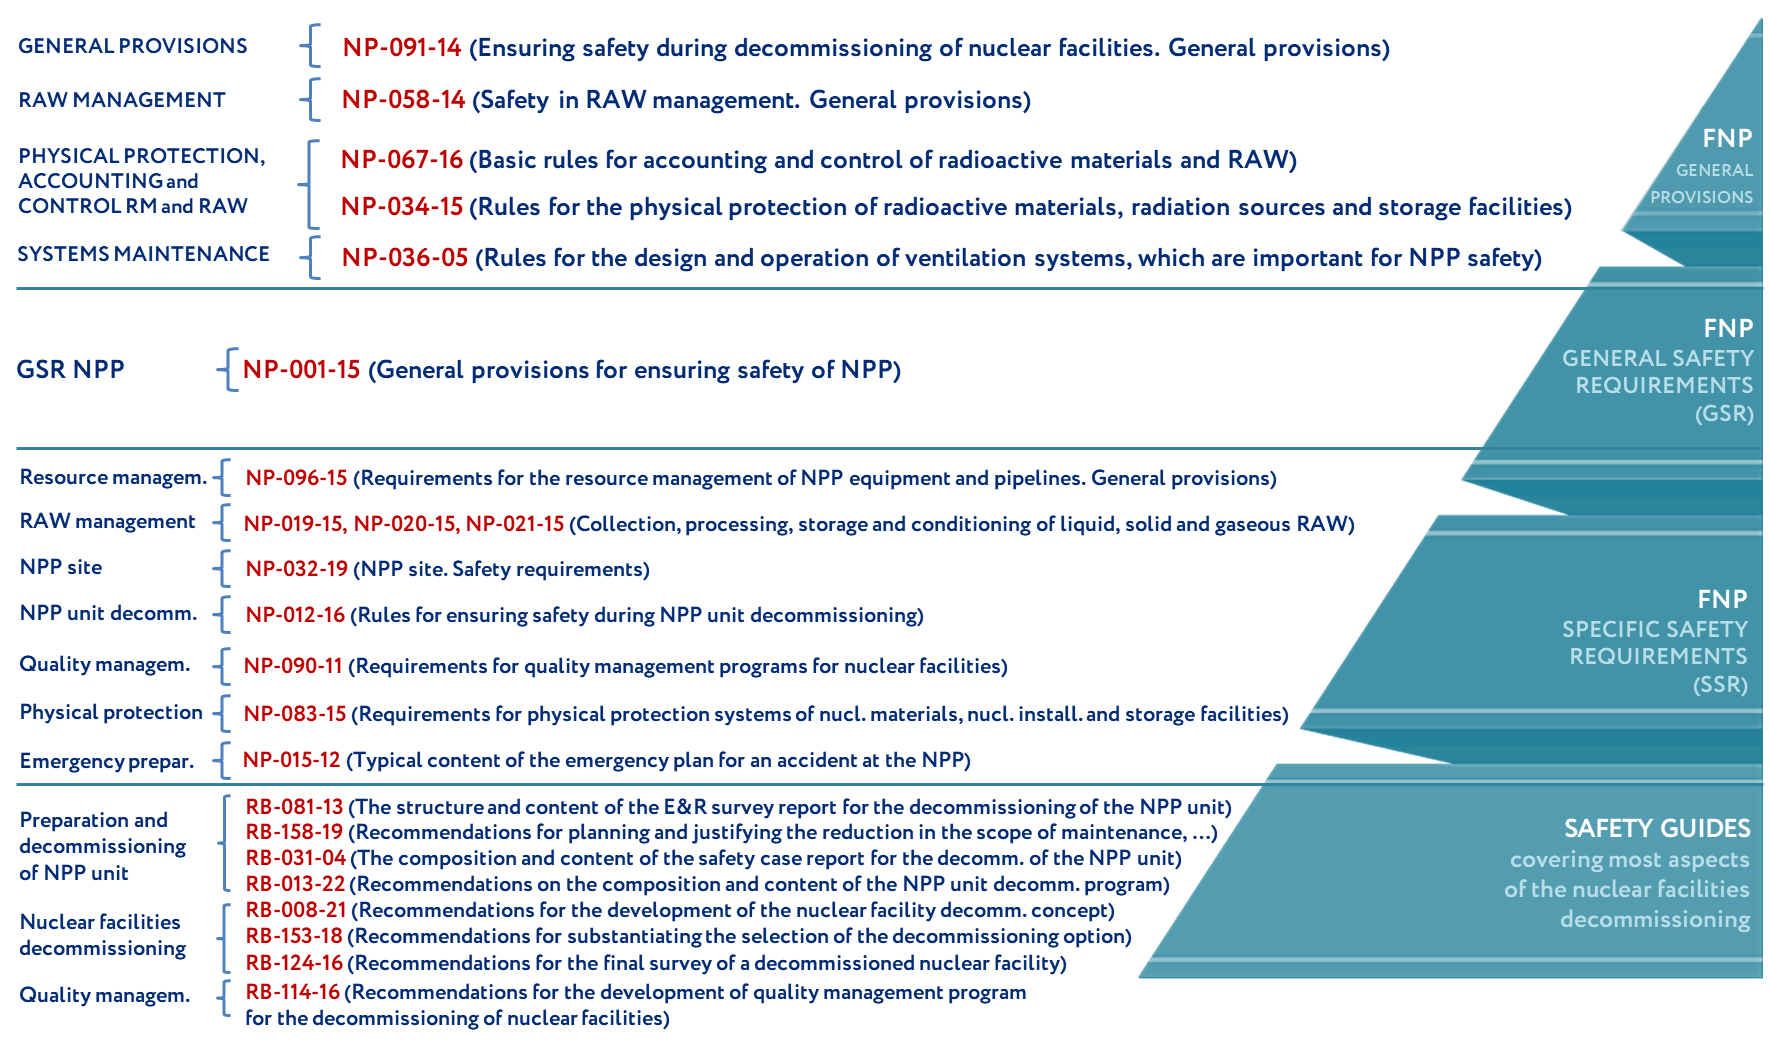 GENERAL PROVISIONS
NP-091-14 (Ensuring safety during decommissioning of nuclear facilities. General provisions)
RAW MANAGEMENT
NP-058-14 (Safety in RAW management. General provisions)
PHYSICAL PROTECTION,
ACCOUNTING and
CONTROL RM and RAW
NP-067-16 (Basic rules for accounting and control of radioactive materials and RAW)
NP-034-15 (Rules for the physical protection of radioactive materials, radiation sources and storage facilities)
SYSTEMS MAINTENANCE
NP-036-05 (Rules for the design and operation of ventilation systems, which are important for NPP safety)
FNP
GENERAL
PROVISIONS
GSR NPP
NP-001-15 (General provisions for ensuring safety of NPP)
FNP
GENERAL SAFETY
REQUIREMENTS
(GSR)
Resource managem.
NP-096-15 (Requirements for the resource management of NPP equipment and pipelines. General provisions)
RAW management
NP-019-15, NP-020-15, NP-021-15 (Collection, processing, storage and conditioning of liquid, solid and gaseous RAW)
NPP site
NP-032-19 (NPP site. Safety requirements)
NPP unit decomm.
NP-012-16 (Rules for ensuring safety during NPP unit decommissioning)
Quality managem.
NP-090-11 (Requirements for quality management programs for nuclear facilities)
Physical protection
NP-083-15 (Requirements for physical protection systems of nucl. materials, nucl. install. and storage facilities)
Emergency prepar.
NP-015-12 (Typical content of the emergency plan for an accident at the NPP)
FNP
SPECIFIC SAFETY
REQUIREMENTS
(SSR)
Preparation and
decommissioning
of NPP unit
RB-081-13 (The structure and content of the E&R survey report for the decommissioning of the NPP unit)
RB-158-19 (Recommendations for planning and justifying the reduction in the scope of maintenance, ...)
RB-031-04 (The composition and content of the safety case report for the decomm. of the NPP unit)
RB-013-22 (Recommendations on the composition and content of the NPP unit decomm. program)
Nuclear facilities
decommissioning
RB-008-21 (Recommendations for the development of the nuclear facility decomm. concept)
RB-153-18 (Recommendations for substantiating the selection of the decommissioning option)
RB-124-16 (Recommendations for the final survey of a decommissioned nuclear facility)
Quality managem.
RB-114-16 (Recommendations for the development of quality management program
for the decommissioning of nuclear facilities)
SAFETY GUIDES
covering most aspects
of the nuclear facilities
decommissioning